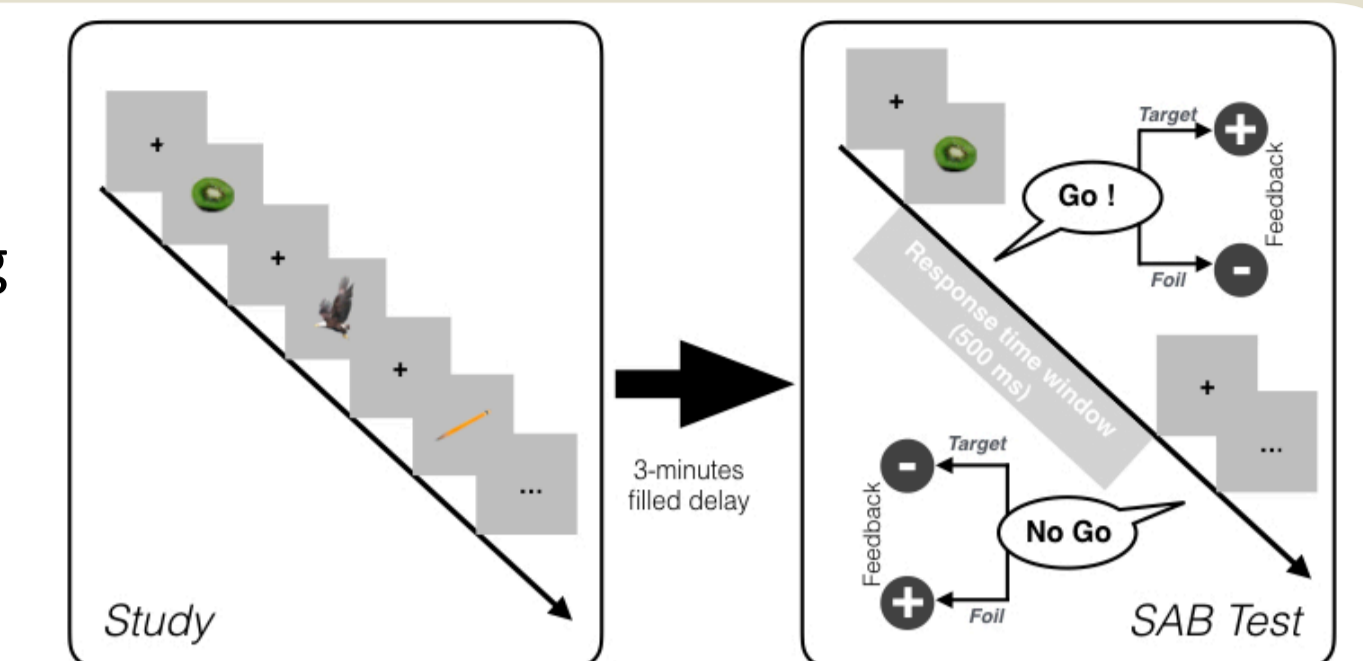 +
+
+
...
Study
3-minutes
filled delay
+
Target
+
Go !
Feedback
Foil
-
Response time window
(500 ms)
+
...
Target
-
Feedback
No Go
+
Foil
SAB Test
g